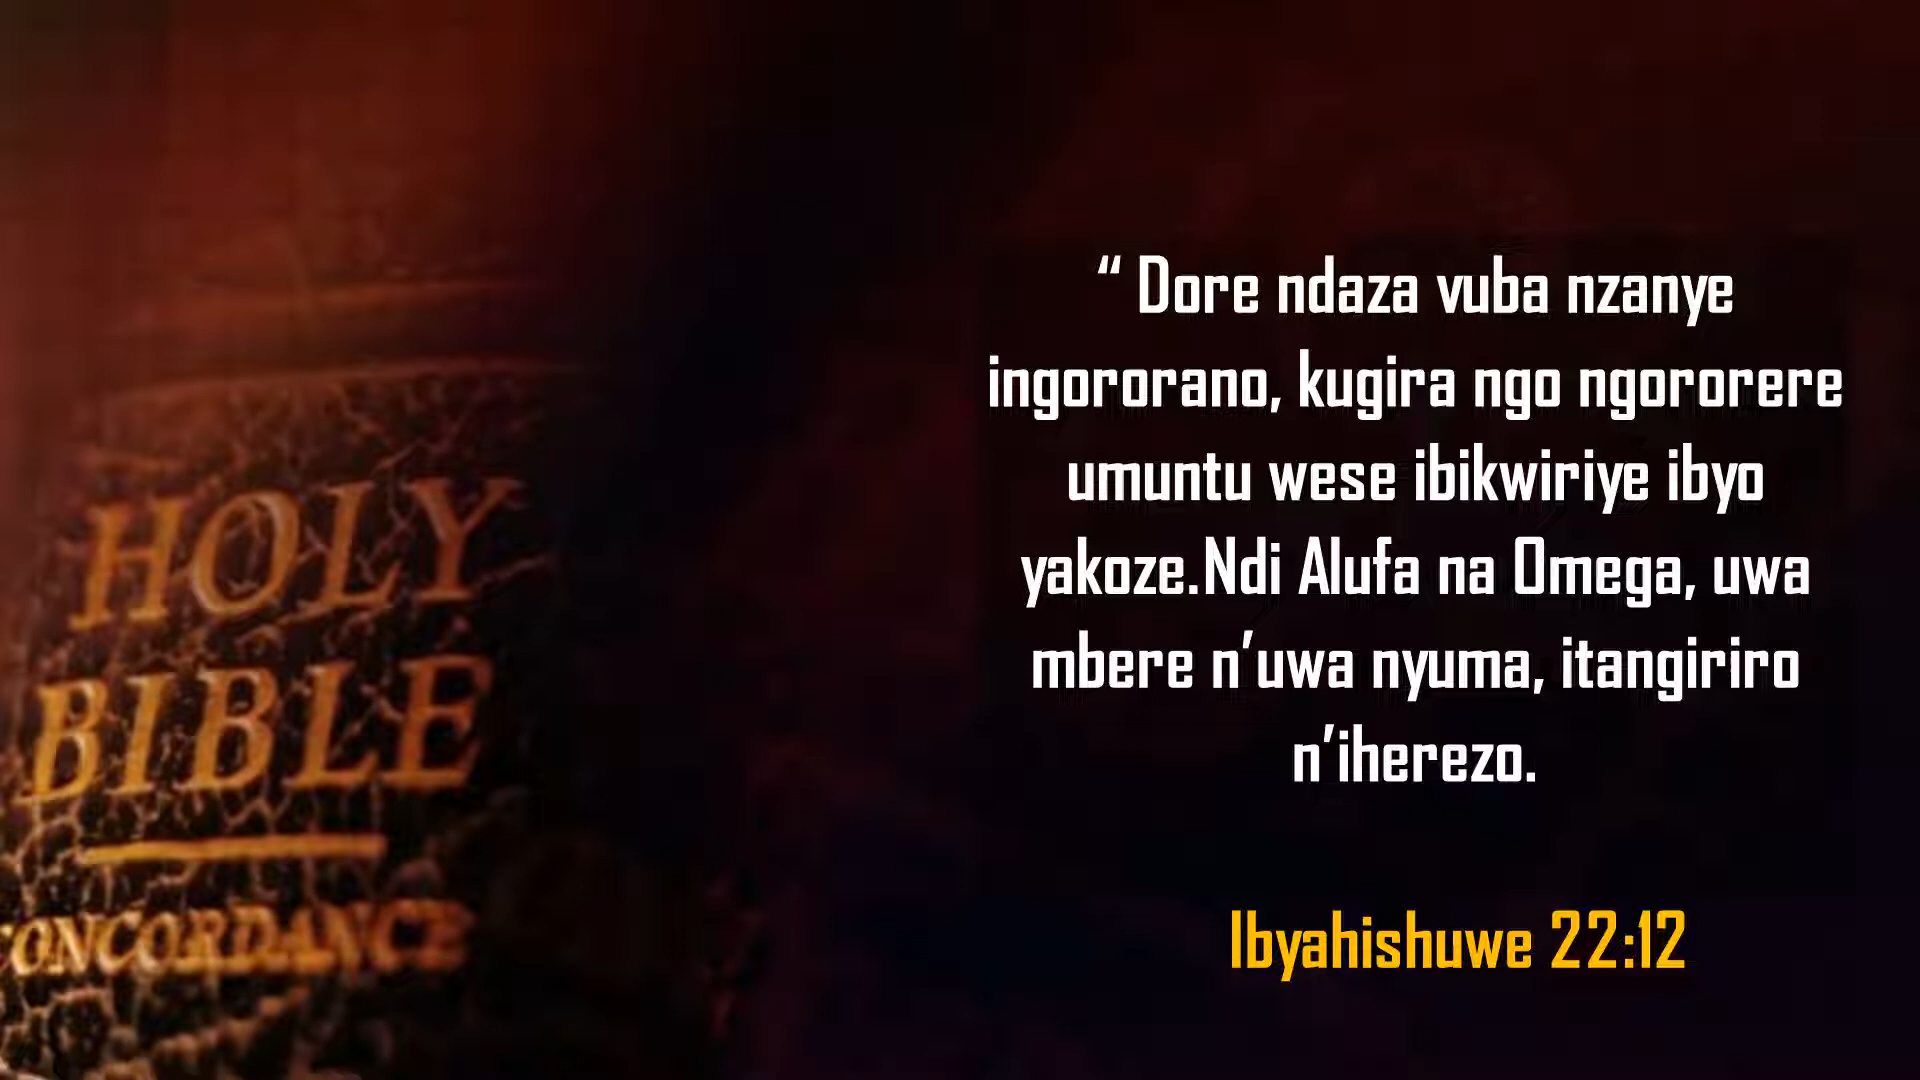 HOLY
BIBLE
CONCORDANCE
“ Dore ndaza vuba nzanye
ingororano, kugira ngo ngororere
umuntu wese ibikwiriye ibyo
yakoze.Ndi Alufa na Omega, uwa
mbere n’uwa nyuma, itangiriro
n’iherezo.
Ibyahishuwe 22:12